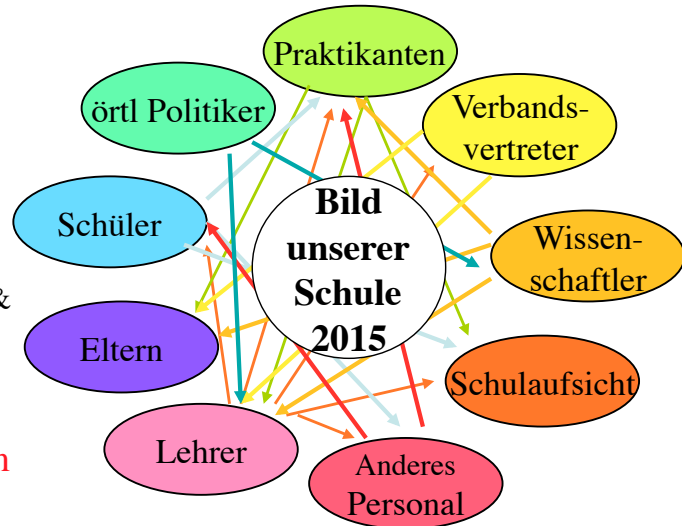 Praktikanten
örtl Politiker
Verbands-
vertreter
Bild
unserer
Schule
2015
Schüler
Wissen-
schaftler
&
Eltern
Schulaufsicht
Lehrer
n
Anderes
Personal